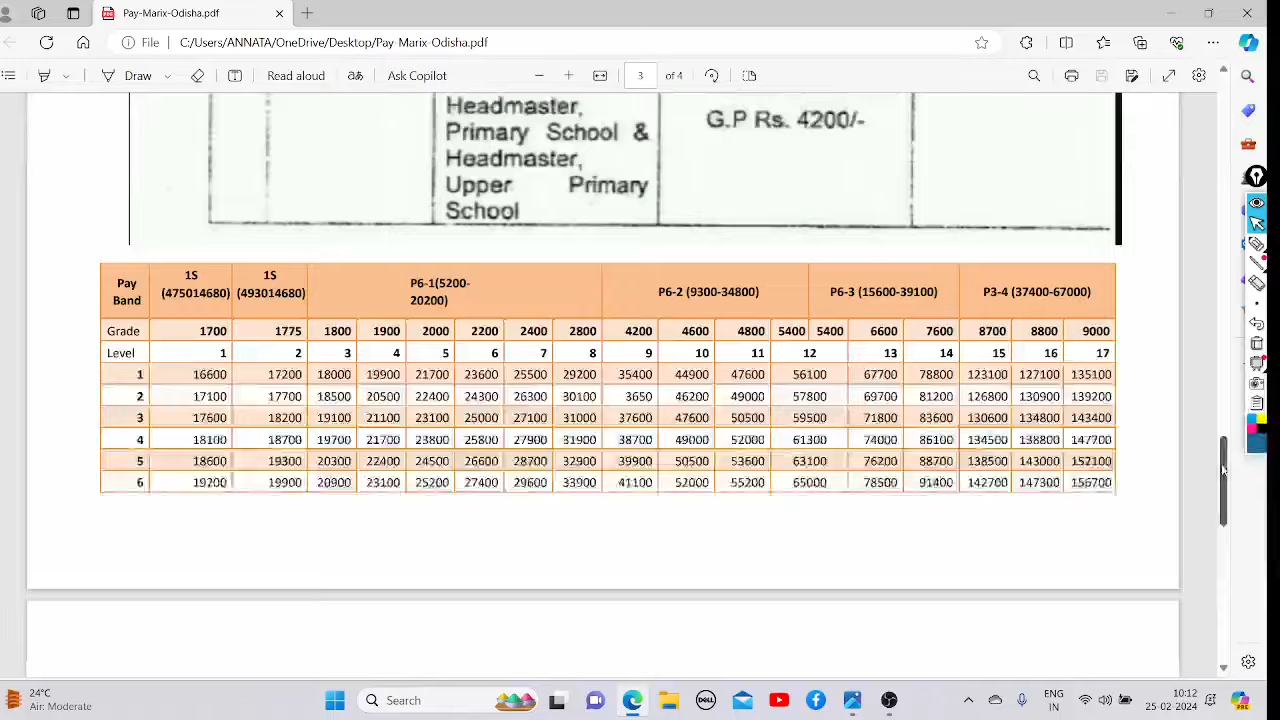 Pay-Marix-Odisha.pdf
File C:/Users/ANNATA/OneDrive/Desktop/Pay-Marix-Odisha.pdf
Draw Read aloud Ask Copilot 3 of 4
Headmaster,
Primary School &
Headmaster,
Upper Primary
School
G.P Rs. 4200/-
Pay Band 1S (475014680) 1S (493014680) P6-1(5200-20200) P6-2 (9300-34800) P6-3 (15600-39100) P3-4 (37400-67000)
Grade 1700 1775 1800 1900 2000 2200 2400 2800 4200 4600 4800 5400 5400 6600 7600 8700 8800 9000
Level 1 2 3 4 5 6 7 8 9 10 11 12 13 14 15 16 17
1 16600 17200 18000 19900 21700 23600 25500 29200 35400 44900 47600 56100 67700 78800 123100 127100 135100
2 17100 17700 18500 20500 22400 24300 26300 30100 3650 46200 49000 57800 69700 81200 126800 130900 139200
3 17600 18200 19100 21100 23100 25000 27100 31000 37600 47600 50500 59500 71800 83600 130600 134800 143400
4 18100 18700 19700 21700 23800 25800 27900 31900 38700 49000 52000 61300 74000 86100 134500 138800 147700
5 18600 19300 20300 22400 24500 26600 28700 32900 39900 50500 53600 63100 76200 88700 138500 143000 152100
6 19200 19900 20900 23100 25200 27400 29600 33900 41100 52000 55200 65000 78500 91400 142700 147300 156700
24°C
Air: Moderate
Search
DELL
ENG
IN
10:12
25-02-2024